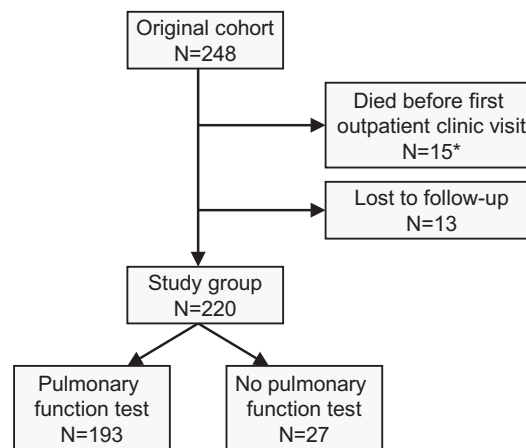 Original cohort
N=248
Died before first
outpatient clinic visit
N=15*
Lost to follow-up
N=13
Study group
N=220
Pulmonary
function test
N=193
No pulmonary
function test
N=27